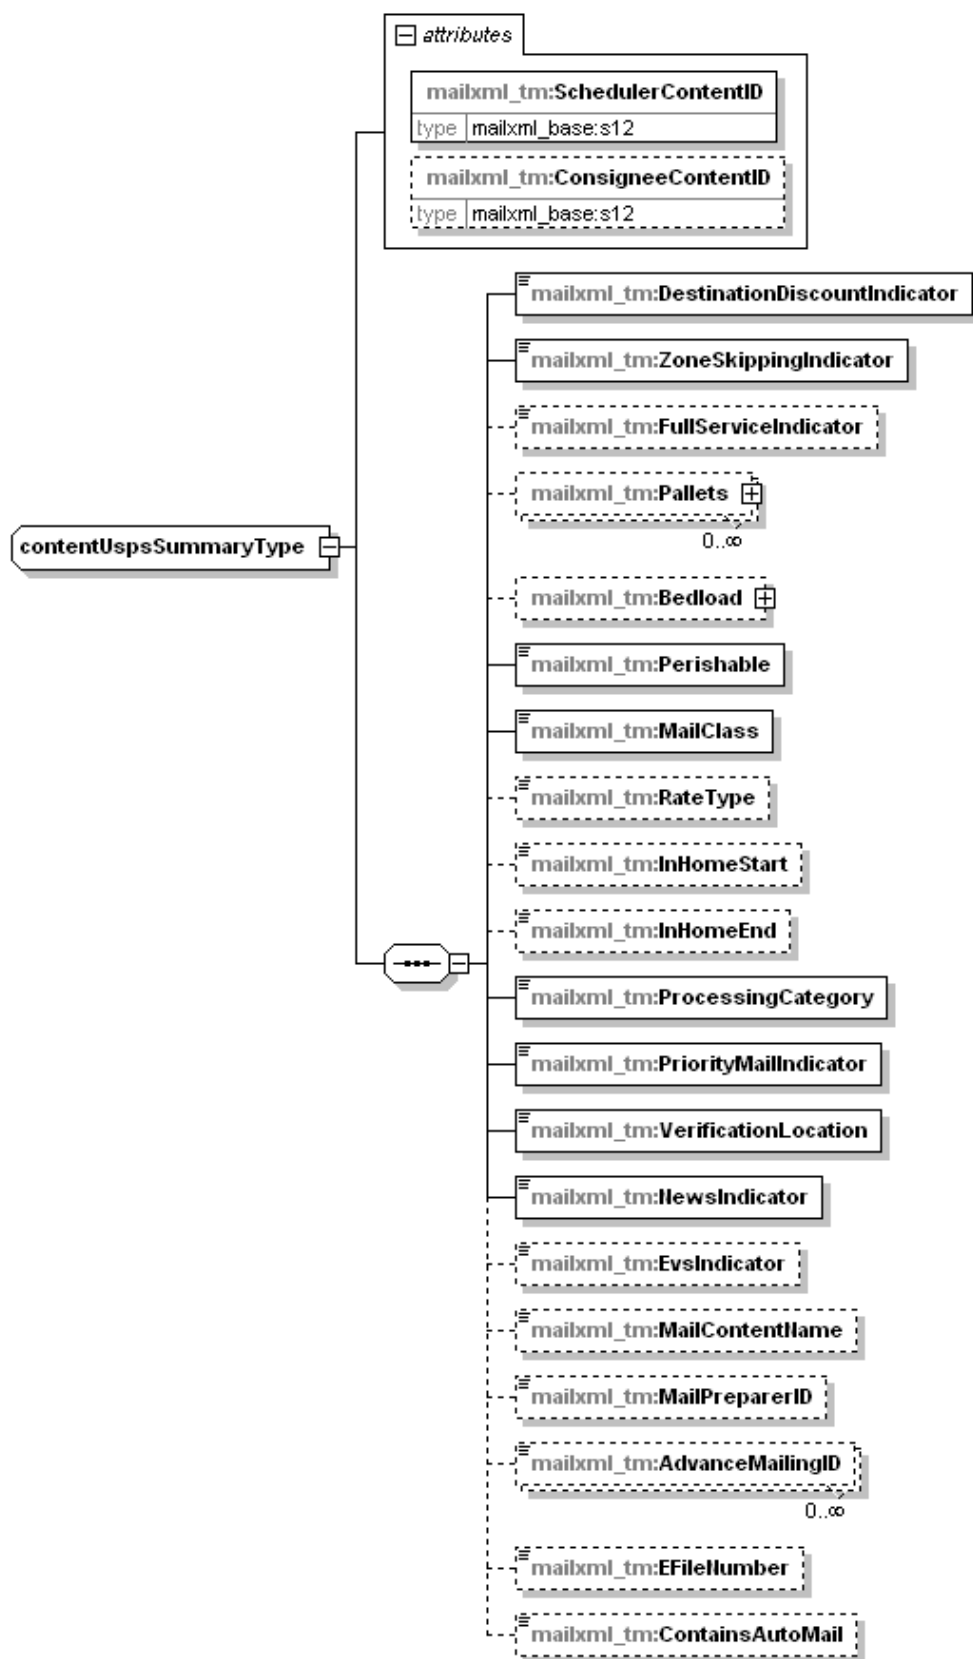 attributes
mailxml_tm:SchedulerContentID
type mailxml_base:s12
mailxml_tm:ConsigneeContentID
type mailxml_base:s12
mailxml_tm:DestinationDiscountIndicator
mailxml_tm:ZoneSkippingIndicator
mailxml_tm:FullServiceIndicator
mailxml_tm:Pallets
0..∞
contentUspsSummaryType
mailxml_tm:Bedload
mailxml_tm:Perishable
mailxml_tm:MailClass
mailxml_tm:RateType
mailxml_tm:InHomeStart
mailxml_tm:InHomeEnd
mailxml_tm:ProcessingCategory
mailxml_tm:PriorityMailIndicator
mailxml_tm:VerificationLocation
mailxml_tm:NewsIndicator
mailxml_tm:EvsIndicator
mailxml_tm:MailContentName
mailxml_tm:MailPreparerID
mailxml_tm:AdvanceMailingID
0..∞
mailxml_tm:EFileNumber
mailxml_tm:ContainsAutoMail